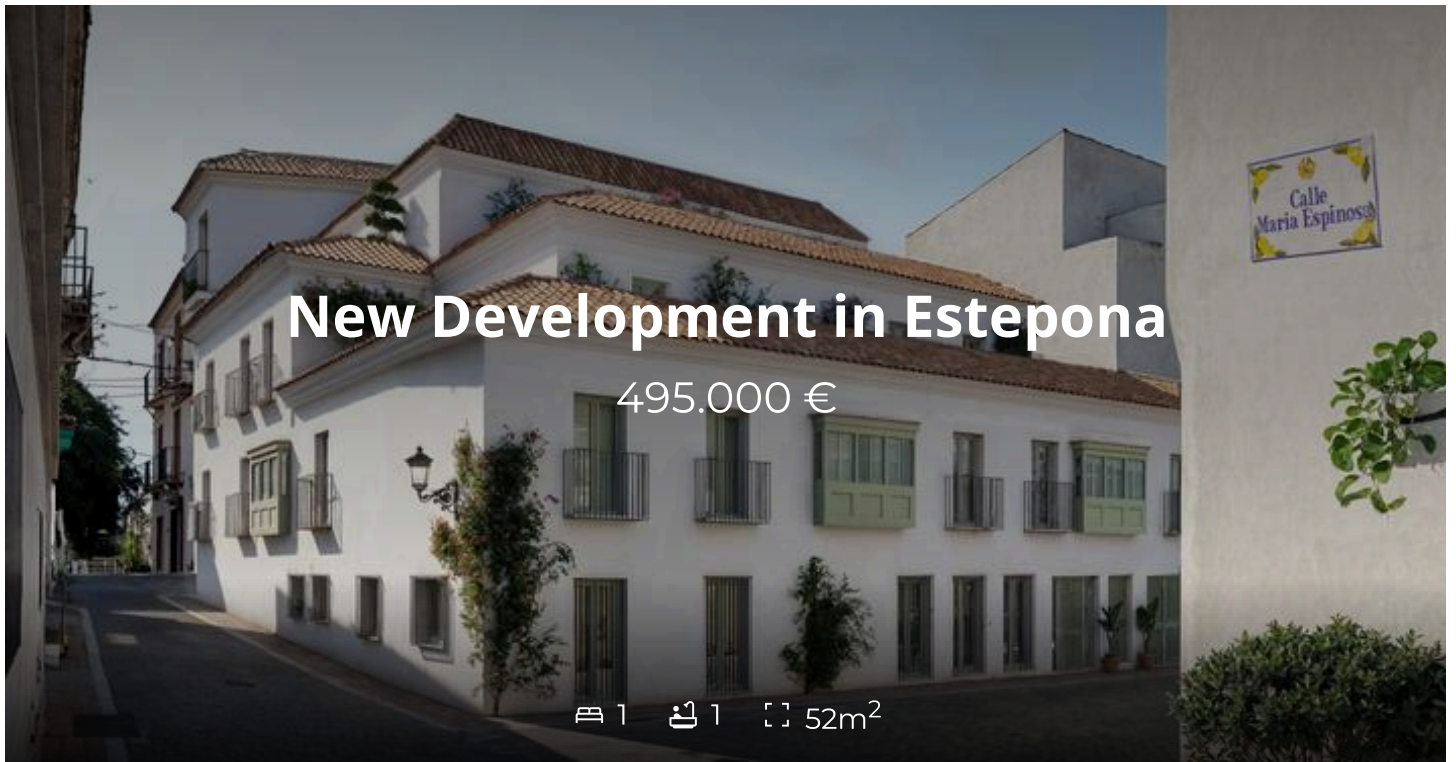 Calle
Maria Espinosa
New Development in Estepona
495.000 €
1 1 52m²